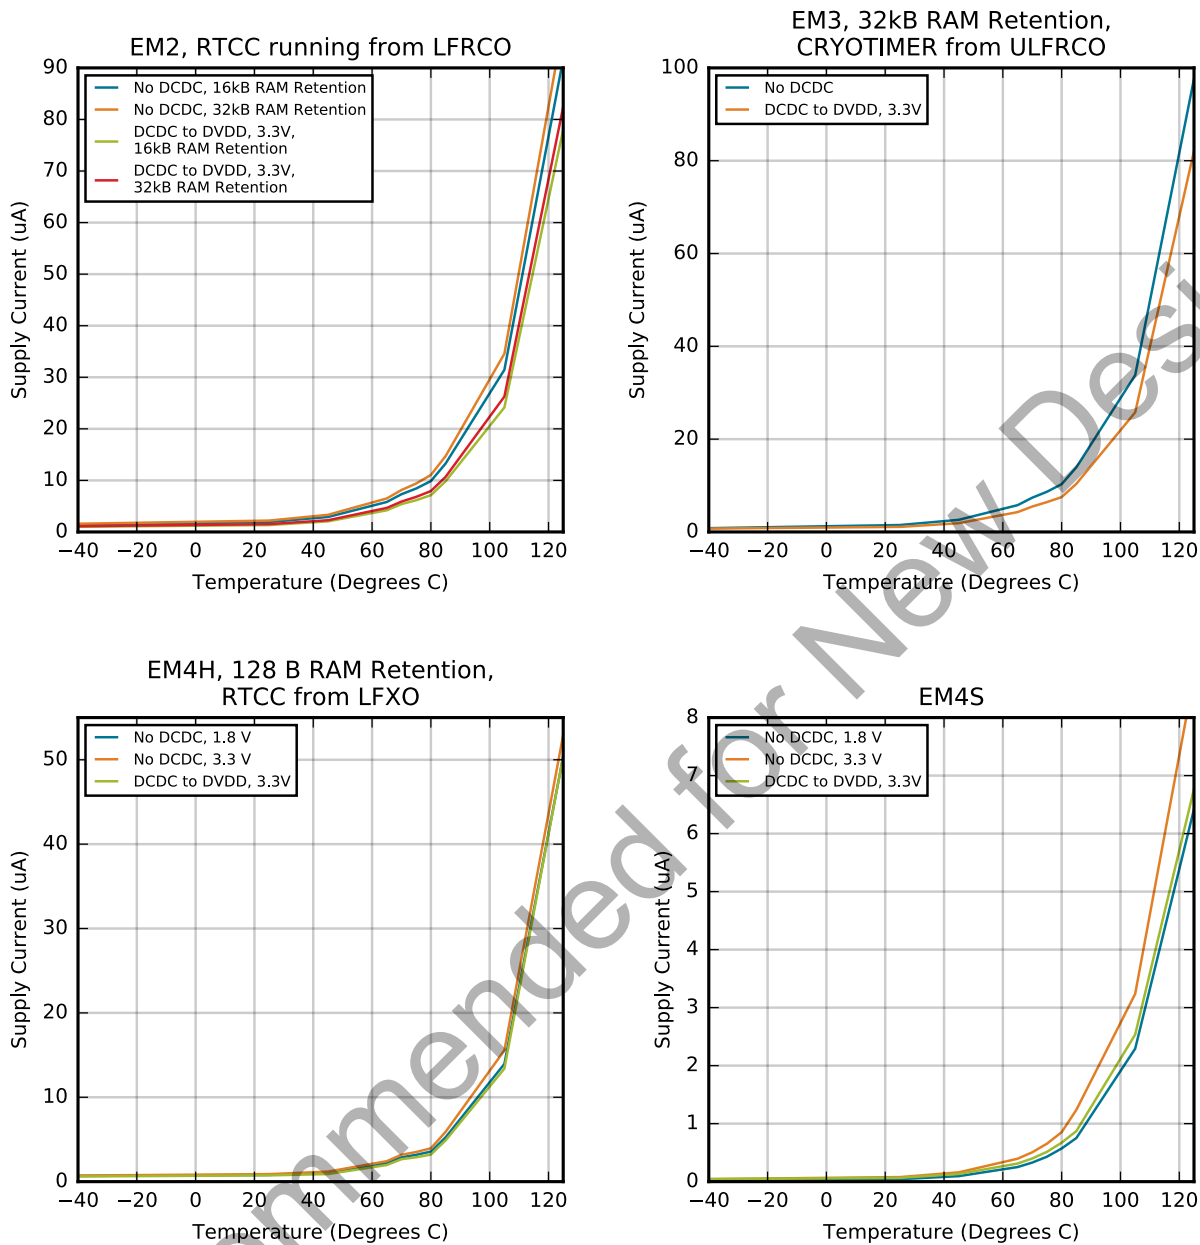 EM2, RTCC running from LFRCO
90
80
70
60
50
40
30
20
10
0
Supply Current (uA)
No DCDC, 16kB RAM Retention
No DCDC, 32kB RAM Retention
DCDC to DVDD, 3.3V,
16kB RAM Retention
DCDC to DVDD, 3.3V,
32kB RAM Retention
−40 −20 0 20 40 60 80 100 120
Temperature (Degrees C)
EM3, 32kB RAM Retention,
CRYOTIMER from ULFRCO
100
80
60
40
20
0
Supply Current (uA)
No DCDC
DCDC to DVDD, 3.3V
−40 −20 0 20 40 60 80 100 120
Temperature (Degrees C)
EM4H, 128 B RAM Retention,
RTCC from LFXO
50
40
30
20
10
0
Supply Current (uA)
No DCDC, 1.8 V
No DCDC, 3.3 V
DCDC to DVDD, 3.3V
−40 −20 0 20 40 60 80 100 120
Temperature (Degrees C)
EM4S
8
7
6
5
4
3
2
1
0
Supply Current (uA)
No DCDC, 1.8 V
No DCDC, 3.3 V
DCDC to DVDD, 3.3V
−40 −20 0 20 40 60 80 100 120
Temperature (Degrees C)
mmended for New Desi